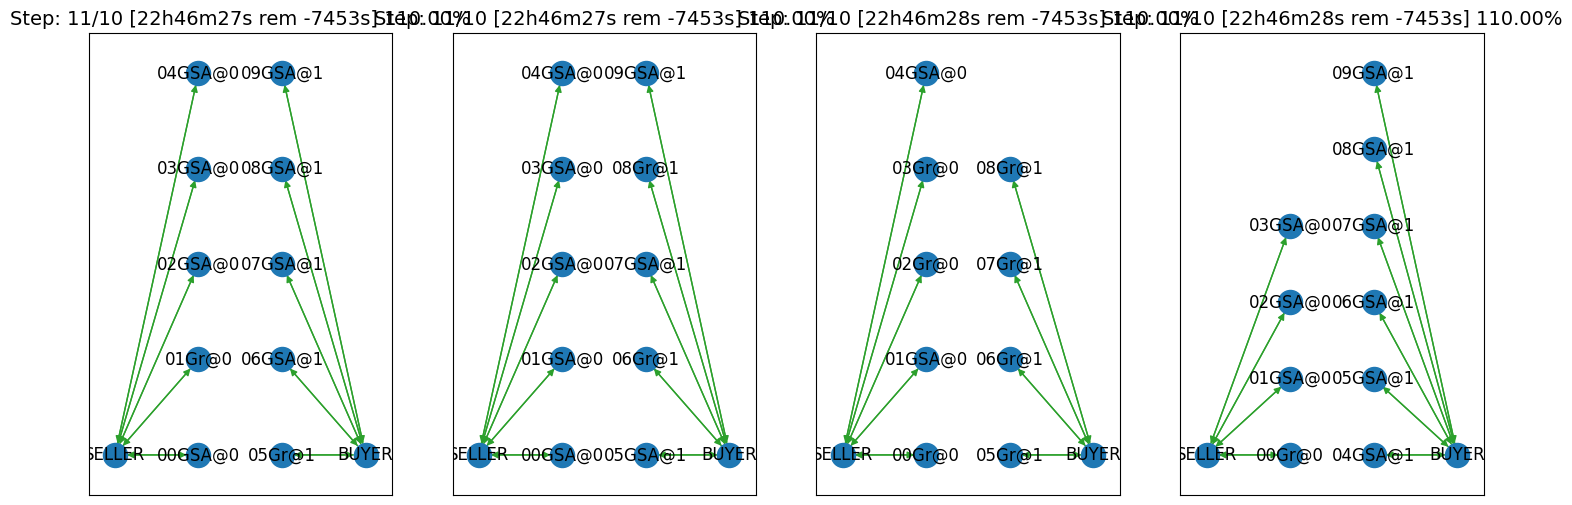 Step: 11/10 [22h46m27s rem -7453s] 110.00%
04GSA@0 09GSA@1
03GSA@0 08GSA@1
02GSA@0 07GSA@1
01Gr@0 06GSA@1
SELLER 00GSA@0 05Gr@1 BUYER
Step: 11/10 [22h46m27s rem -7453s] 110.00%
04GSA@0 09GSA@1
03GSA@0 08Gr@1
02GSA@0 07GSA@1
01GSA@0 06Gr@1
SELLER 00GSA@0 05GSA@1 BUYER
Step: 11/10 [22h46m28s rem -7453s] 110.00%
04GSA@0
03Gr@0 08Gr@1
02Gr@0 07Gr@1
01GSA@0 06Gr@1
SELLER 00Gr@0 05Gr@1 BUYER
Step: 11/10 [22h46m28s rem -7453s] 110.00%
09GSA@1
08GSA@1
03GSA@0 07GSA@1
02GSA@0 06GSA@1
01GSA@0 05GSA@1
SELLER 00Gr@0 04GSA@1 BUYER